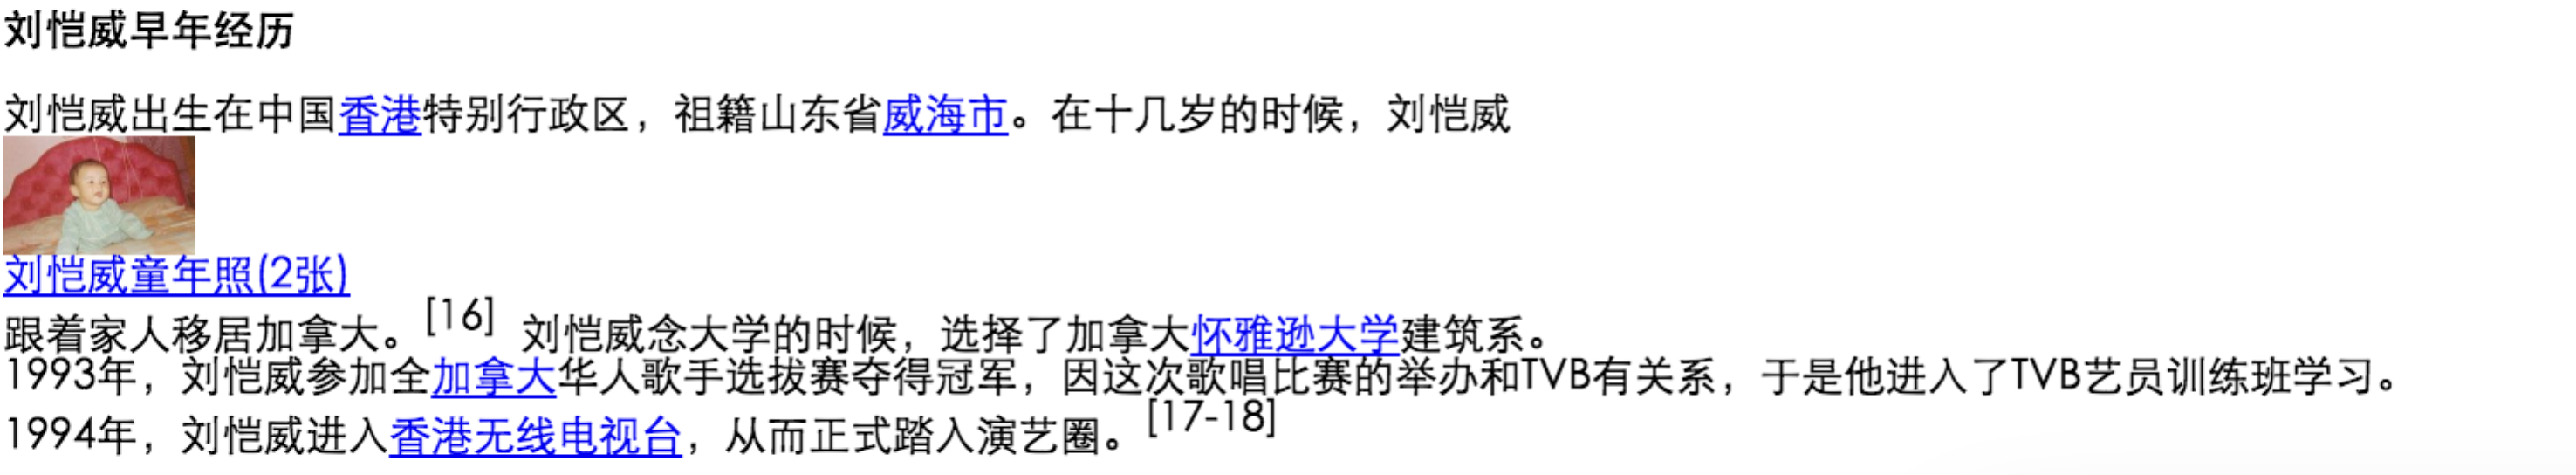 刘恺威早年经历
刘恺威出生在中国香港特别行政区，祖籍山东省威海市。在十几岁的时候，刘恺威
刘恺威童年照(2张)
跟着家人移居加拿大。[16] 刘恺威念大学的时候，选择了加拿大怀雅逊大学建筑系。
1993年，刘恺威参加全加拿大华人歌手选拔赛夺得冠军，因这次歌唱比赛的举办和TVB有关系，于是他进入了TVB艺员训练班学习。
1994年，刘恺威进入香港无线电视台，从而正式踏入演艺圈。[17-18]